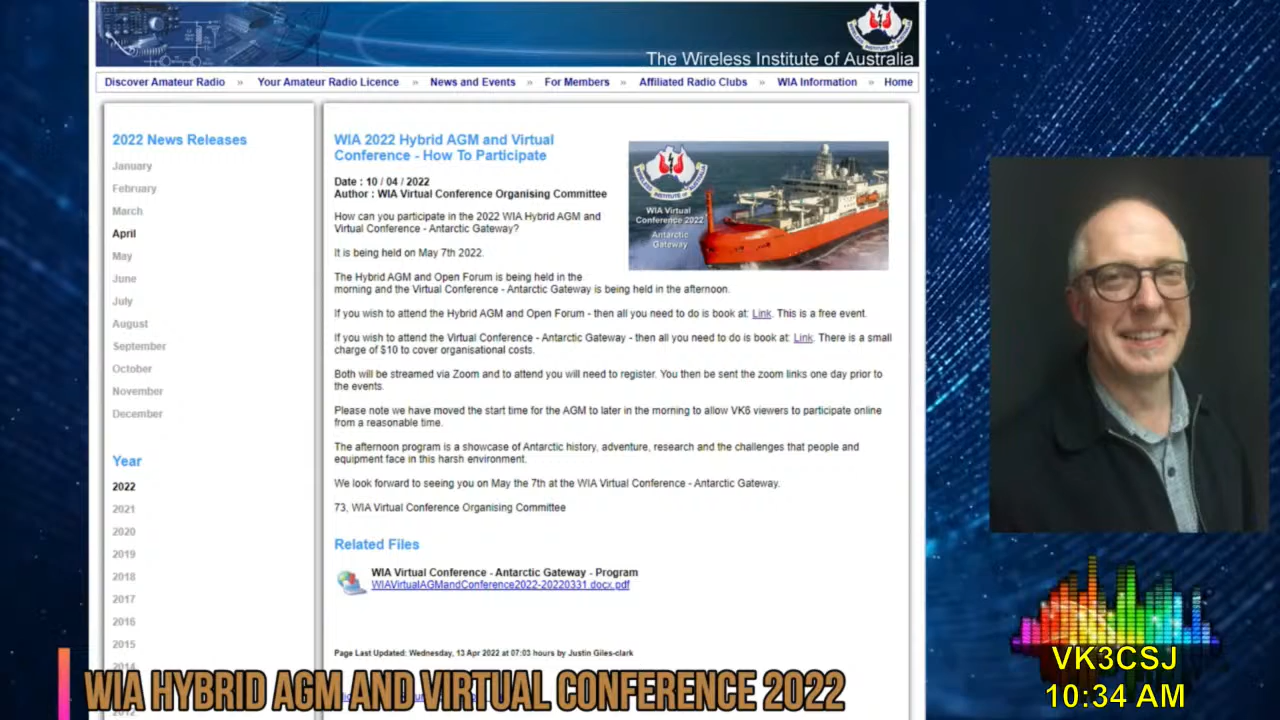 The Wireless Institute of Australia
Discover Amateur Radio » Your Amateur Radio Licence » News and Events » For Members » Affiliated Radio Clubs » WIA Information » Home
2022 News Releases
January
February
March
April
May
June
July
August
September
October
November
December
Year
2022
2021
2020
2019
2018
2017
2016
2015
2014
2012
WIA 2022 Hybrid AGM and Virtual
Conference - How To Participate
Date : 10 / 04 / 2022
Author : WIA Virtual Conference Organising Committee
How can you participate in the 2022 WIA Hybrid AGM and
Virtual Conference - Antarctic Gateway?
It is being held on May 7th 2022.
The Hybrid AGM and Open Forum is being held in the
morning and the Virtual Conference - Antarctic Gateway is being held in the afternoon.
If you wish to attend the Hybrid AGM and Open Forum - then all you need to do is book at: Link. This is a free event.
If you wish to attend the Virtual Conference - Antarctic Gateway - then all you need to do is book at: Link. There is a small
charge of $10 to cover organisational costs.
Both will be streamed via Zoom and to attend you will need to register. You then be sent the zoom links one day prior to
the events.
Please note we have moved the start time for the AGM to later in the morning to allow VK6 viewers to participate online
from a reasonable time.
The afternoon program is a showcase of Antarctic history, adventure, research and the challenges that people and
equipment face in this harsh environment.
We look forward to seeing you on May the 7th at the WIA Virtual Conference - Antarctic Gateway.
73, WIA Virtual Conference Organising Committee
Related Files
WIA Virtual Conference - Antarctic Gateway - Program
WIAVirtualAGMandConference2022-20220331.docx.pdf
Page Last Updated: Wednesday, 13 Apr 2022 at 07:03 hours by Justin Giles-clark
WIA Virtual
Conference 2022
Antarctic
Gateway
WIA HYBRID AGM AND VIRTUAL CONFERENCE 2022
VK3CSJ
10:34 AM